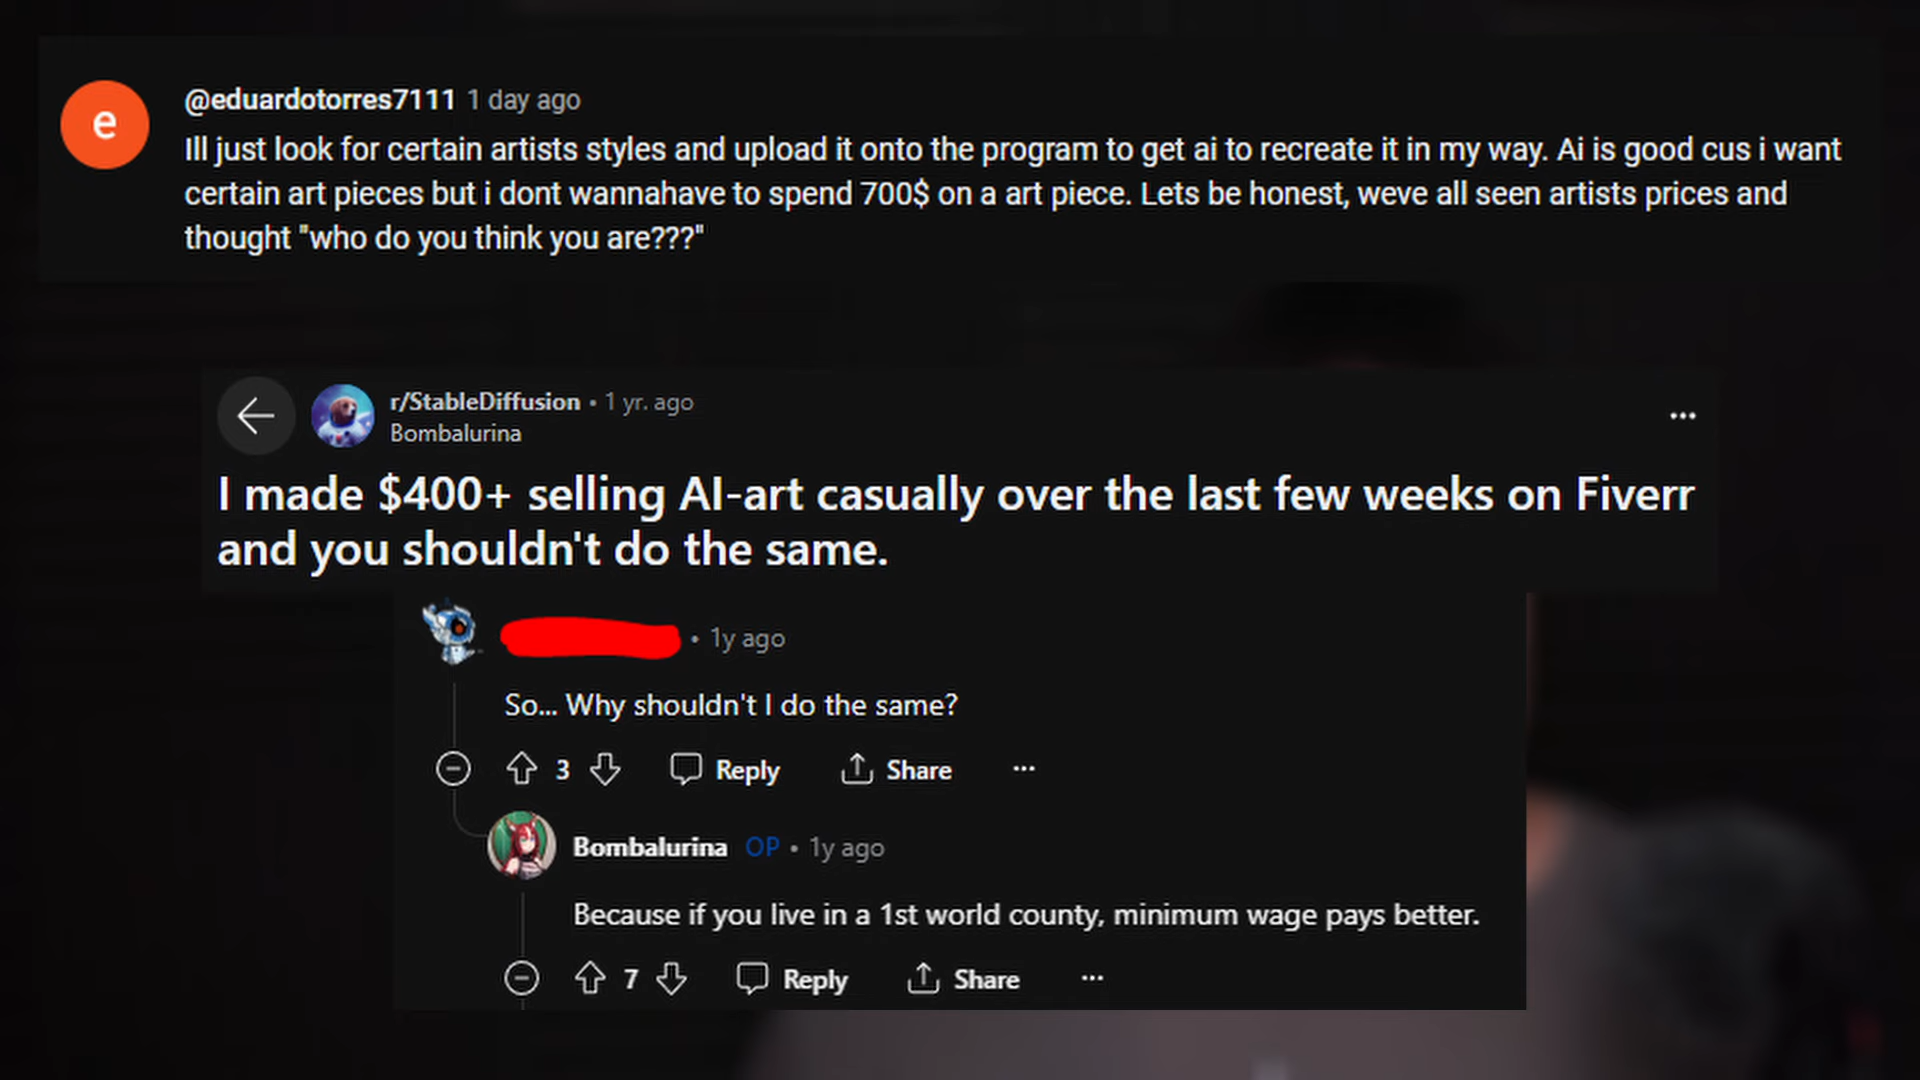 e
@eduardotorres7111 1 day ago
Ill just look for certain artists styles and upload it onto the program to get ai to recreate it in my way. Ai is good cus i want
certain art pieces but i dont wannahave to spend 700$ on a art piece. Lets be honest, weve all seen artists prices and
thought "who do you think you are???"
r/StableDiffusion • 1 yr. ago
Bombalurina
I made $400+ selling AI-art casually over the last few weeks on Fiverr
and you shouldn't do the same.
• 1y ago
So... Why shouldn't I do the same?
3 Reply Share
Bombalurina OP • 1y ago
Because if you live in a 1st world county, minimum wage pays better.
7 Reply Share